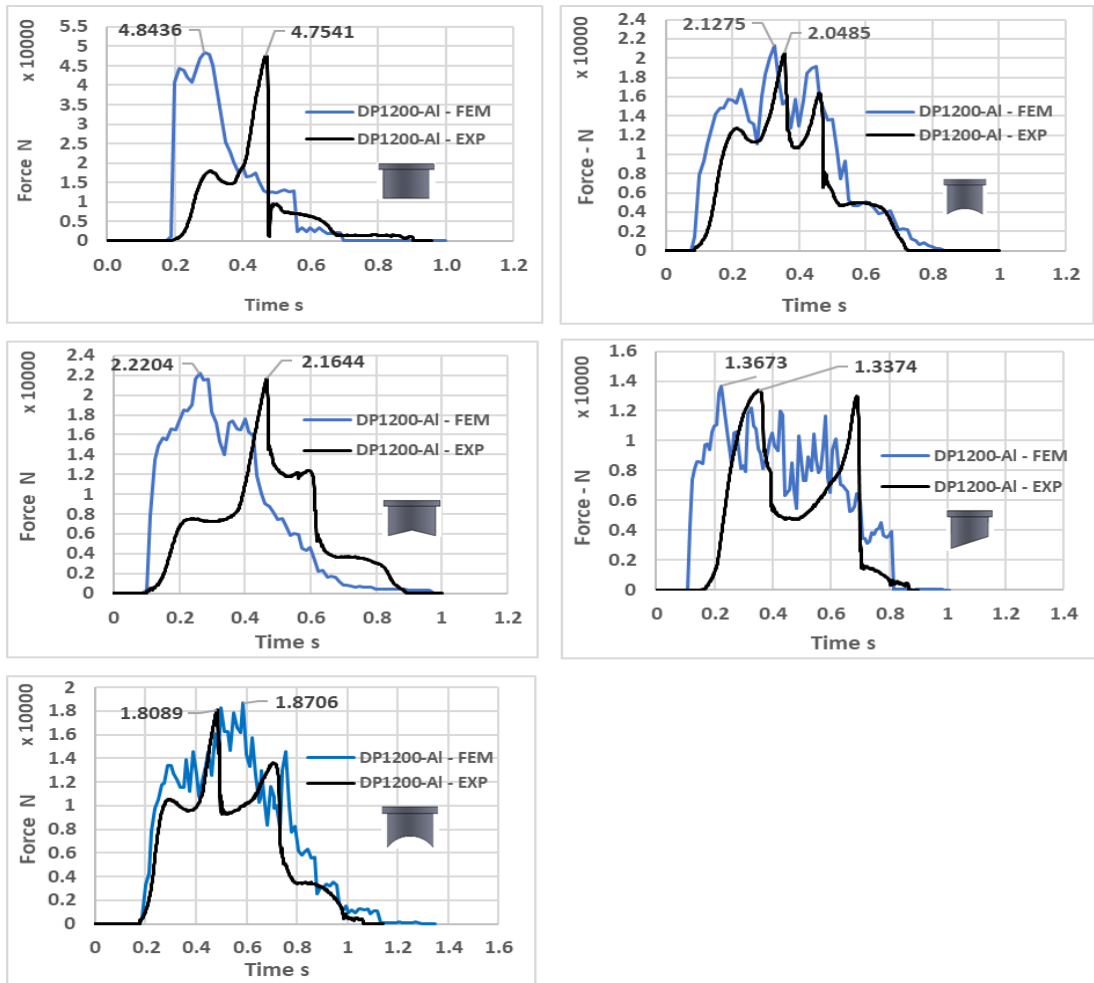 x 10000
Force  N
5.5
5
4.5
4
3.5
3
2.5
2
1.5
1
0.5
0
4.8436
4.7541
DP1200-Al - FEM
DP1200-Al - EXP
0.0 0.2 0.4 0.6 0.8 1.0 1.2
Time s
x 10000
Force - N
2.4
2.2
2
1.8
1.6
1.4
1.2
1
0.8
0.6
0.4
0.2
0
2.1275
2.0485
DP1200-Al - FEM
DP1200-Al - EXP
0 0.2 0.4 0.6 0.8 1 1.2
Time s
x 10000
Force  N
2.4
2.2
2
1.8
1.6
1.4
1.2
1
0.8
0.6
0.4
0.2
0
2.2204
2.1644
DP1200-Al - FEM
DP1200-Al - EXP
0 0.2 0.4 0.6 0.8 1 1.2
Time s
x 10000
Force - N
1.6
1.4
1.2
1
0.8
0.6
0.4
0.2
0
1.3673
1.3374
DP1200-Al - FEM
DP1200-Al - EXP
0 0.2 0.4 0.6 0.8 1 1.2 1.4
Time s
x 10000
Force  N
2
1.8
1.6
1.4
1.2
1
0.8
0.6
0.4
0.2
0
1.8089
1.8706
DP1200-Al - FEM
DP1200-Al - EXP
0 0.2 0.4 0.6 0.8 1 1.2 1.4 1.6
Time s